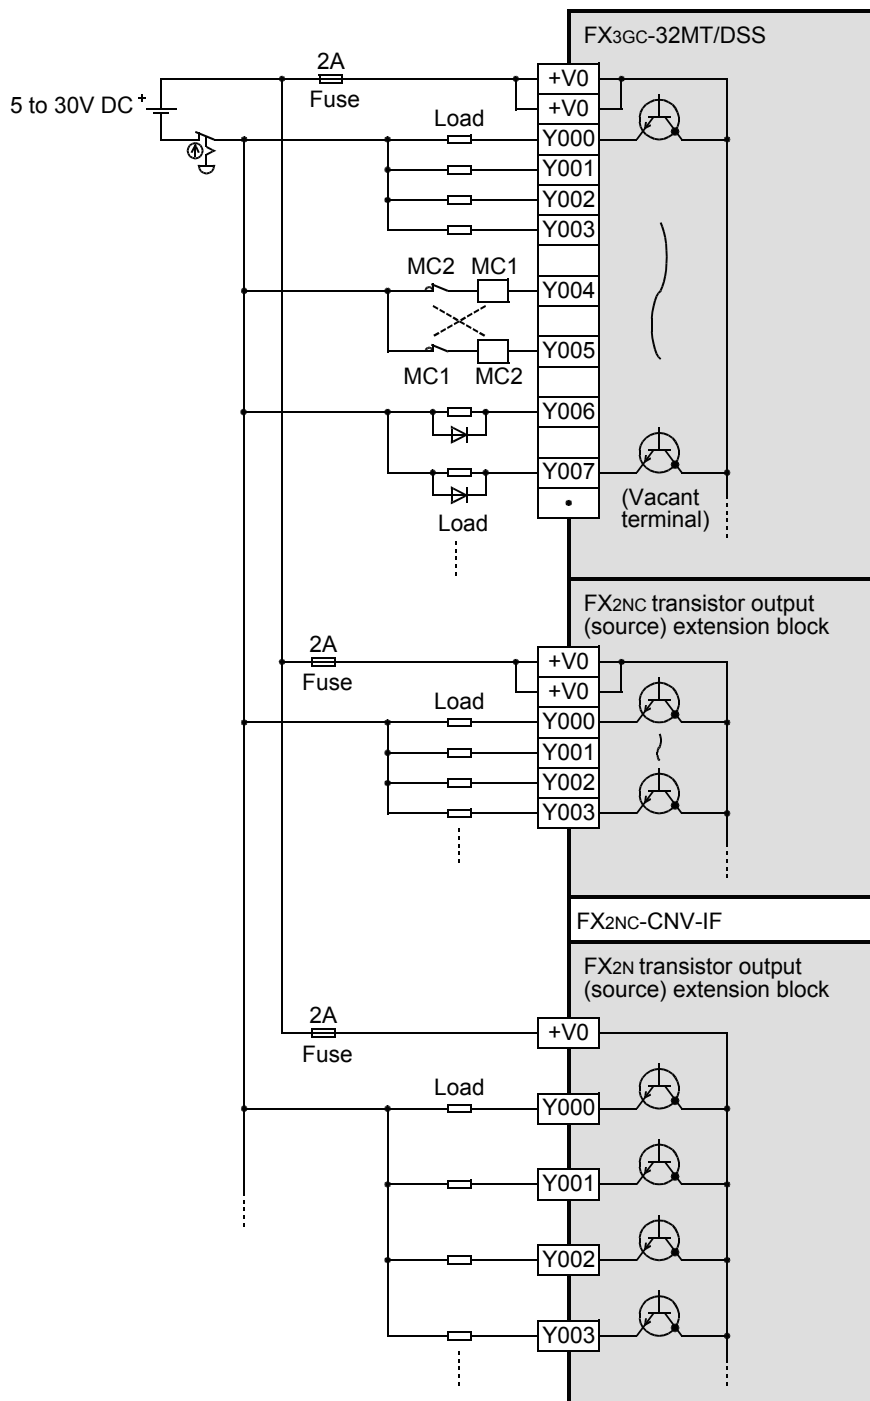 FX3GC-32MT/DSS
2A
Fuse
5 to 30V DC +
+V0
+V0
Load
Y000
Y001
Y002
Y003
MC2 MC1
Y004
Y005
MC1 MC2
Y006
Y007
(Vacant
terminal)
Load
FX2NC transistor output
(source) extension block
2A
Fuse
+V0
+V0
Load
Y000
Y001
Y002
Y003
FX2NC-CNV-IF
FX2N transistor output
(source) extension block
2A
Fuse
+V0
Load
Y000
Y001
Y002
Y003